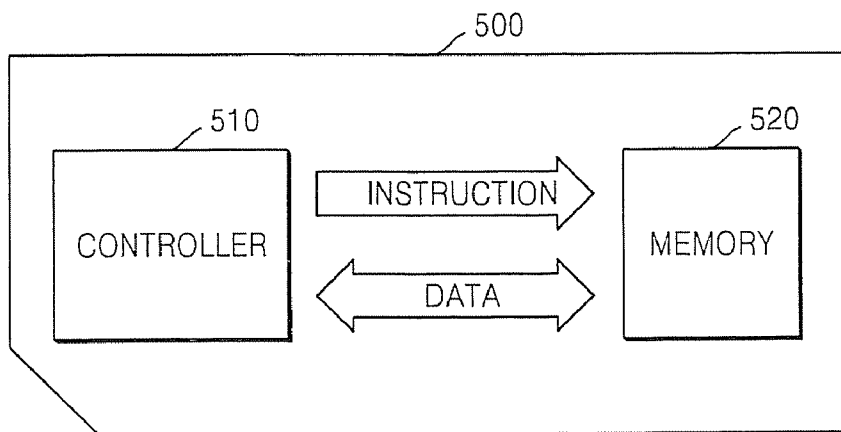 500
510
520
INSTRUCTION
CONTROLLER
MEMORY
DATA